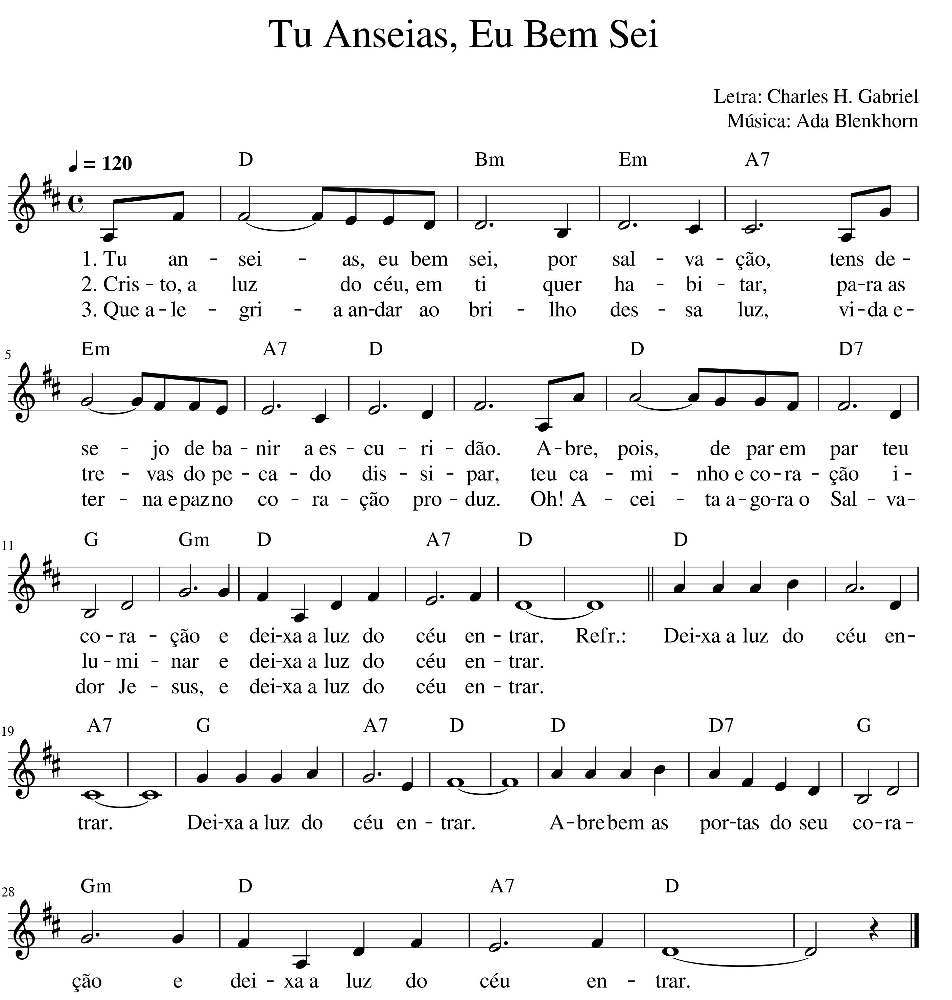 Tu Anseias, Eu Bem Sei
Letra: Charles H. Gabriel
Música: Ada Blenkhorn
= 120
D Bm Em A7
1. Tu an - sei - as, eu bem sei, por sal - va - ção, tens de -
2. Cris - to, a luz do céu, em ti quer ha - bi - tar, pa - ra as
3. Que a - le - gri - a an - dar ao bri - lho des - sa luz, vi - da e -
5
Em A7 D D D7
se - jo de ba - nir a es - cu - ri - dão. A - bre, pois, de par em par teu
tre - vas do pe - ca - do dis - si - par, teu ca - mi - nho e co - ra - ção i -
ter - na e paz no co - ra - ção pro - duz. Oh! A - cei - ta a - go - ra o Sal - va -
11
G Gm D A7 D D
co - ra - ção e dei - xa a luz do céu en - trar. Refr.: Dei - xa a luz do céu en -
lu - mi - nar e dei - xa a luz do céu en - trar.
dor Je - sus, e dei - xa a luz do céu en - trar.
19
A7 G A7 D D D7 G
trar. Dei - xa a luz do céu en - trar. A - bre bem as por - tas do seu co - ra -
28
Gm D A7 D
ção e dei - xa a luz do céu en - trar.